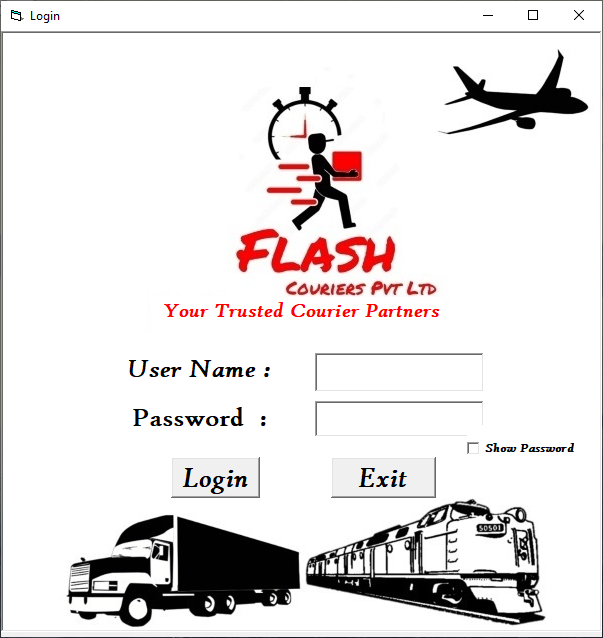 Login
Flash
Couriers Pvt Ltd
Your Trusted Courier Partners
User Name :
Password :
Show Password
Login Exit
50501